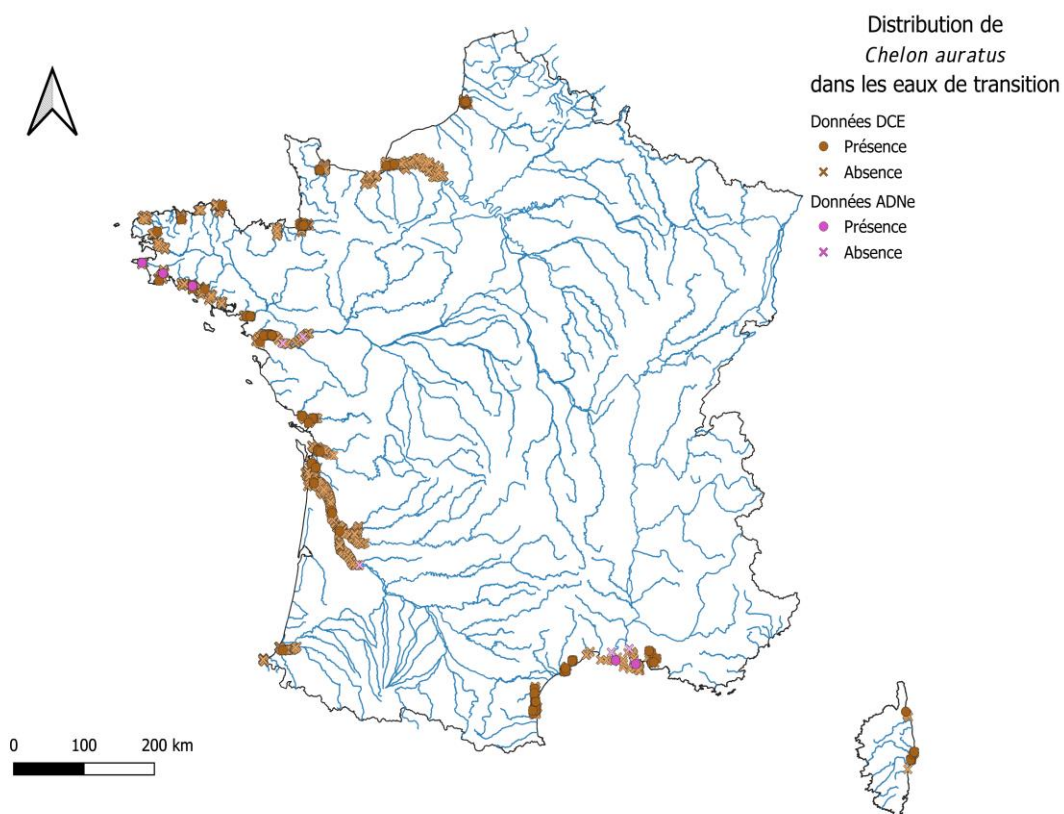 Distribution de
Chelon auratus
dans les eaux de transition
Données DCE
Présence
Absence
Données ADNe
Présence
Absence
0 100 200 km